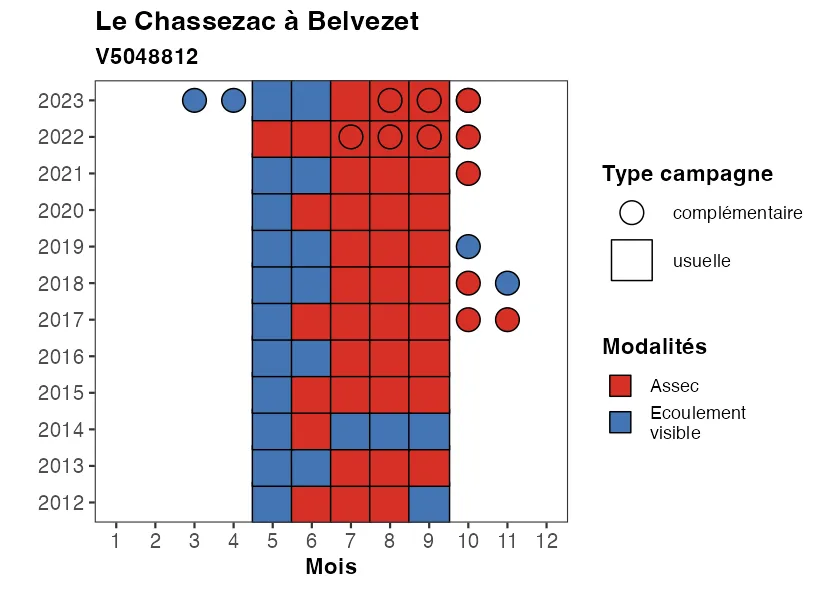 Le Chassezac à Belvezet
V5048812
2023
2022
2021
2020
2019
2018
2017
2016
2015
2014
2013
2012
1 2 3 4 5 6 7 8 9 10 11 12
Mois
Type campagne
complémentaire
usuelle
Modalités
Assec
Ecoulement
visible